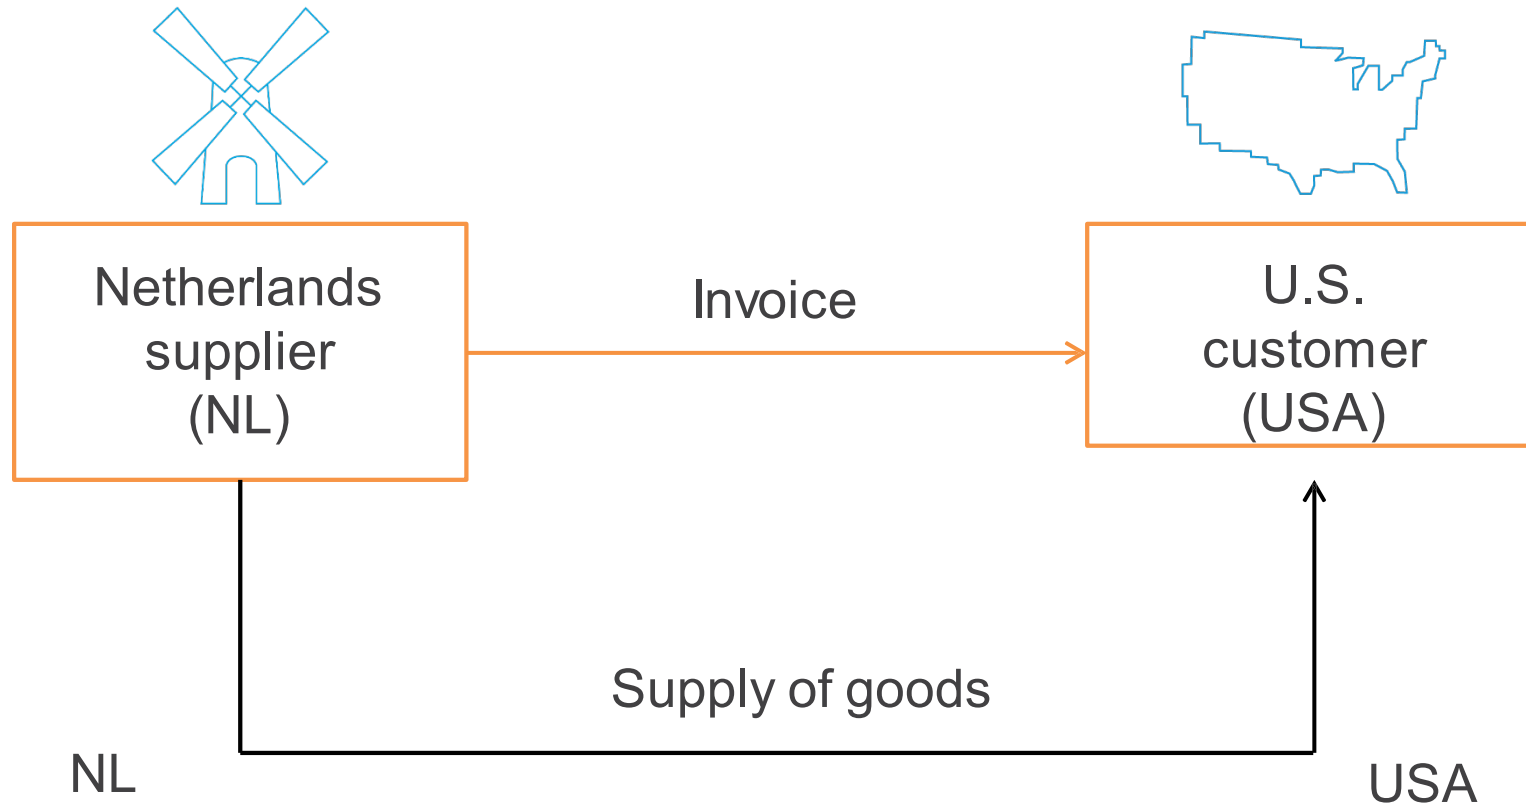 Netherlands
supplier
(NL)
Invoice
U.S.
customer
(USA)
Supply of goods
NL
USA